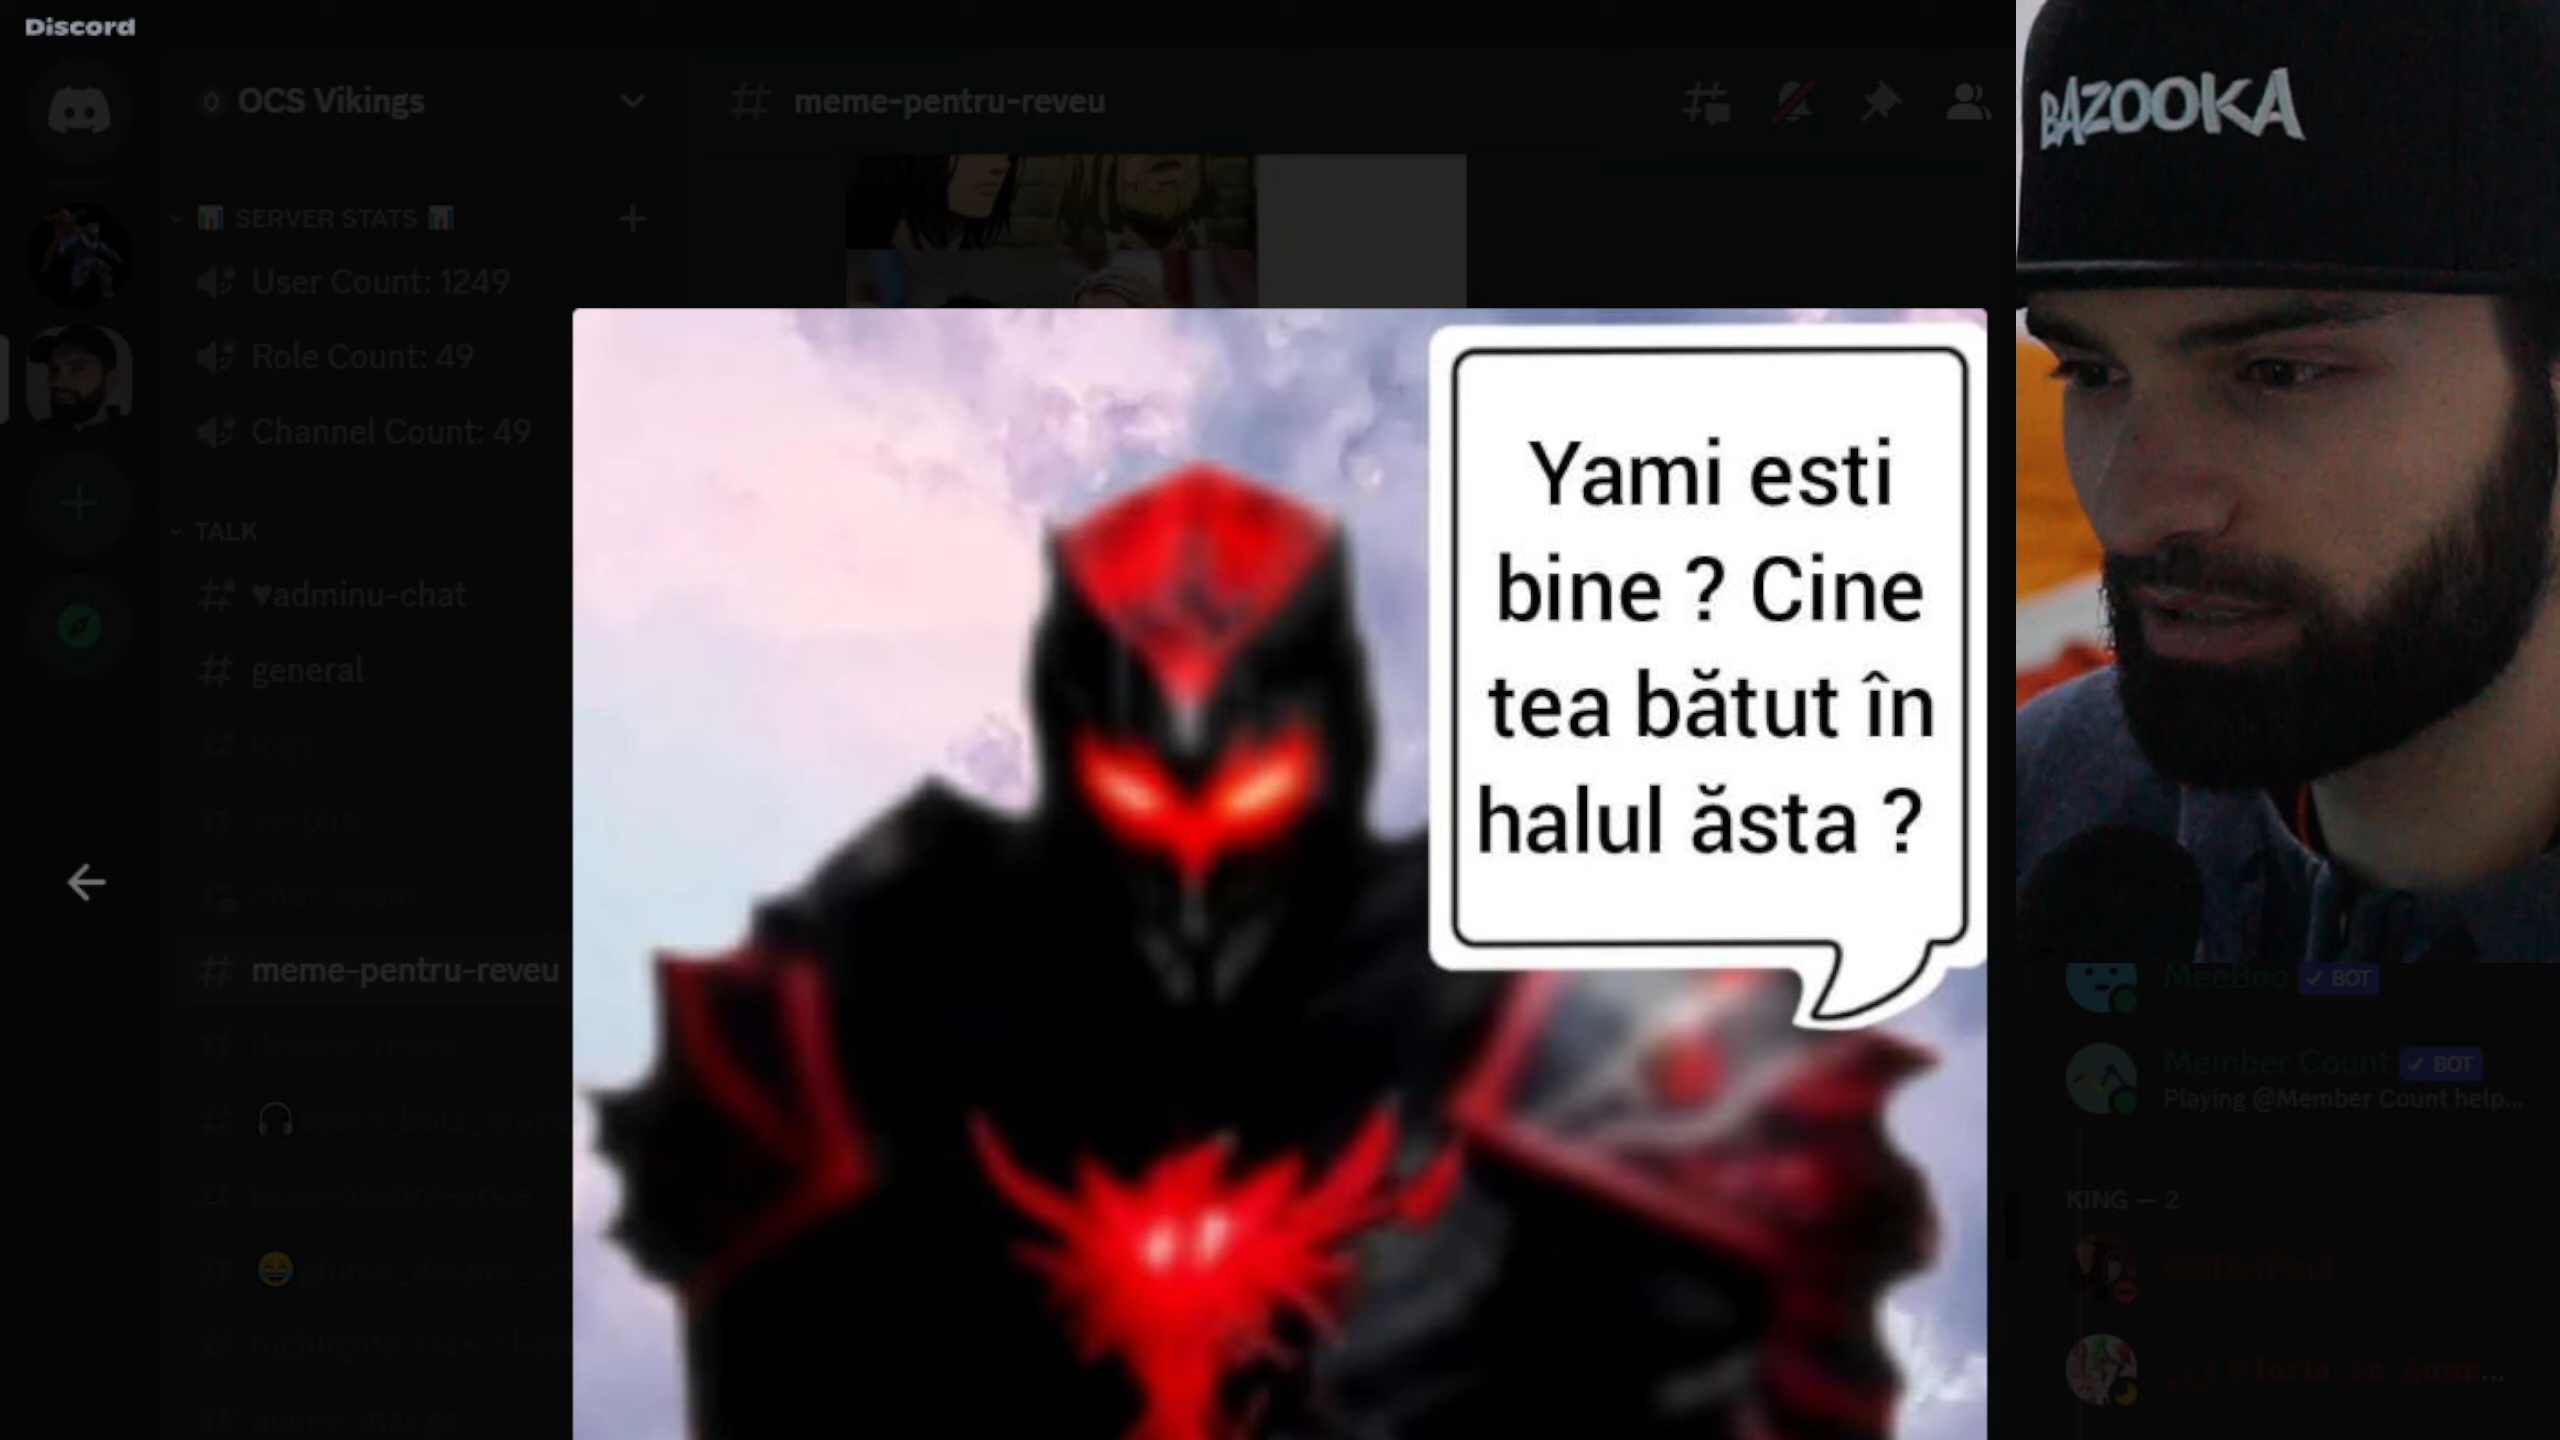 Discord
OCS Vikings
meme-pentru-reveu
BAZOOKA
SERVER STATS
User Count: 1249
Role Count: 49
Channel Count: 49
TALK
♥adminu-chat
general
logs
meme-pentru-reveu
Yami esti
bine ? Cine
tea bătut în
halul ăsta ?
MeeBoo
BOT
Member Count
BOT
Playing @Member Count help...
KING — 2